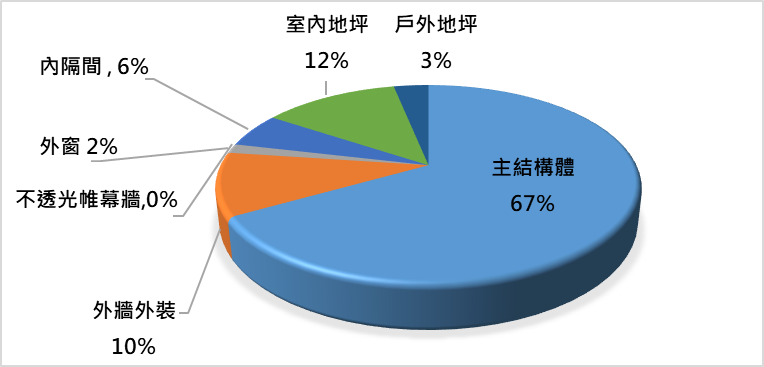 室內地坪
12%
戶外地坪
3%
內隔間 , 6%
外窗 2%
不透光帷幕牆,0%
主結構體
67%
外牆外裝
10%